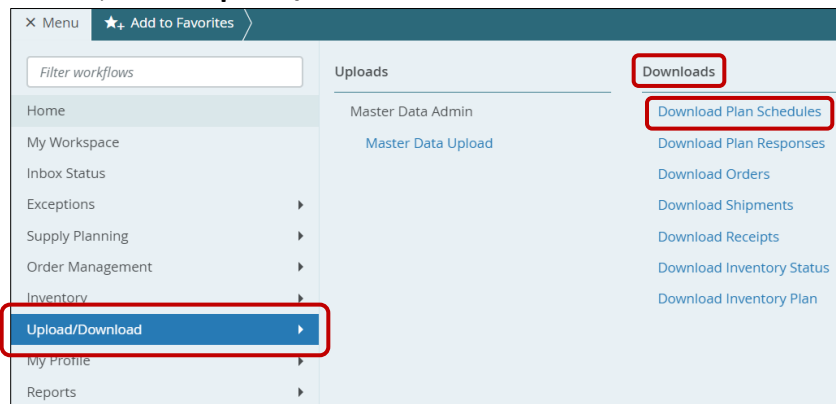 × Menu ★+ Add to Favorites
Filter workflows
Home
My Workspace
Inbox Status
Exceptions
Supply Planning
Order Management
Inventory
Upload/Download
My Profile
Reports
Uploads
Master Data Admin
Master Data Upload
Downloads
Download Plan Schedules
Download Plan Responses
Download Orders
Download Shipments
Download Receipts
Download Inventory Status
Download Inventory Plan